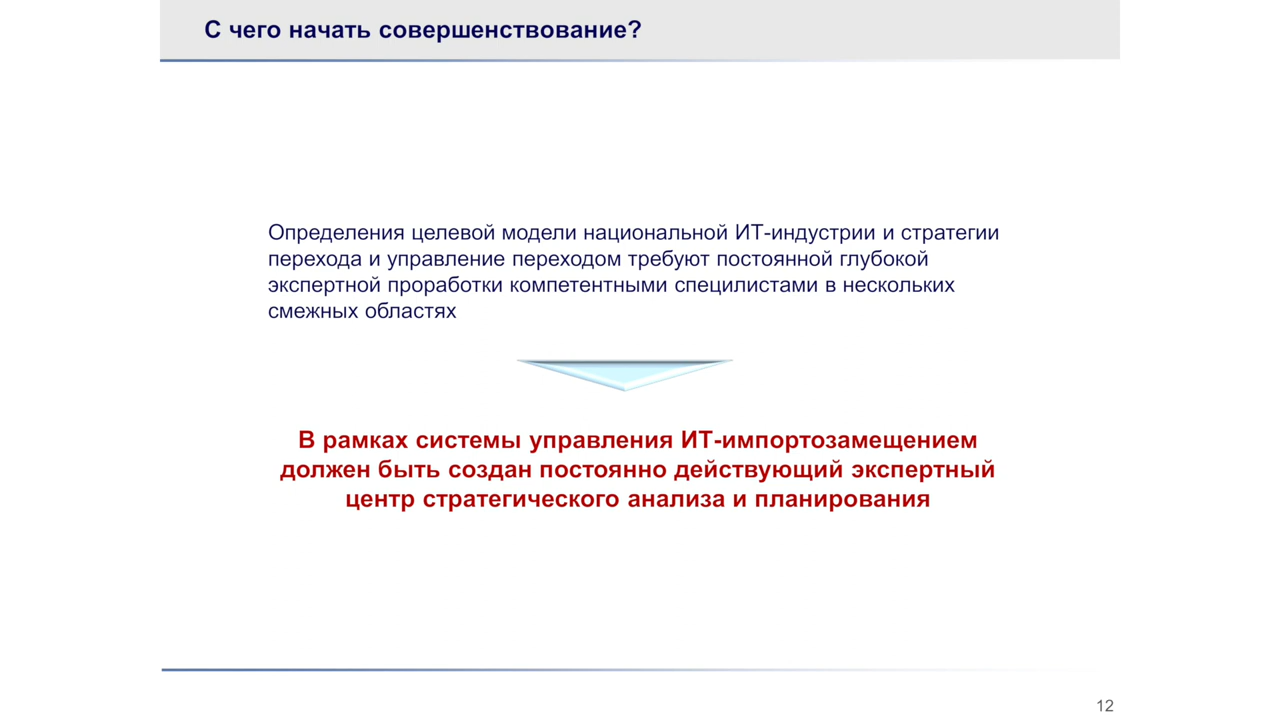 С чего начать совершенствование?
Определения целевой модели национальной ИТ-индустрии и стратегии
перехода и управление переходом требуют постоянной глубокой
экспертной проработки компетентными специлистами в нескольких
смежных областях
В рамках системы управления ИТ-импортозамещением
должен быть создан постоянно действующий экспертный
центр стратегического анализа и планирования
12